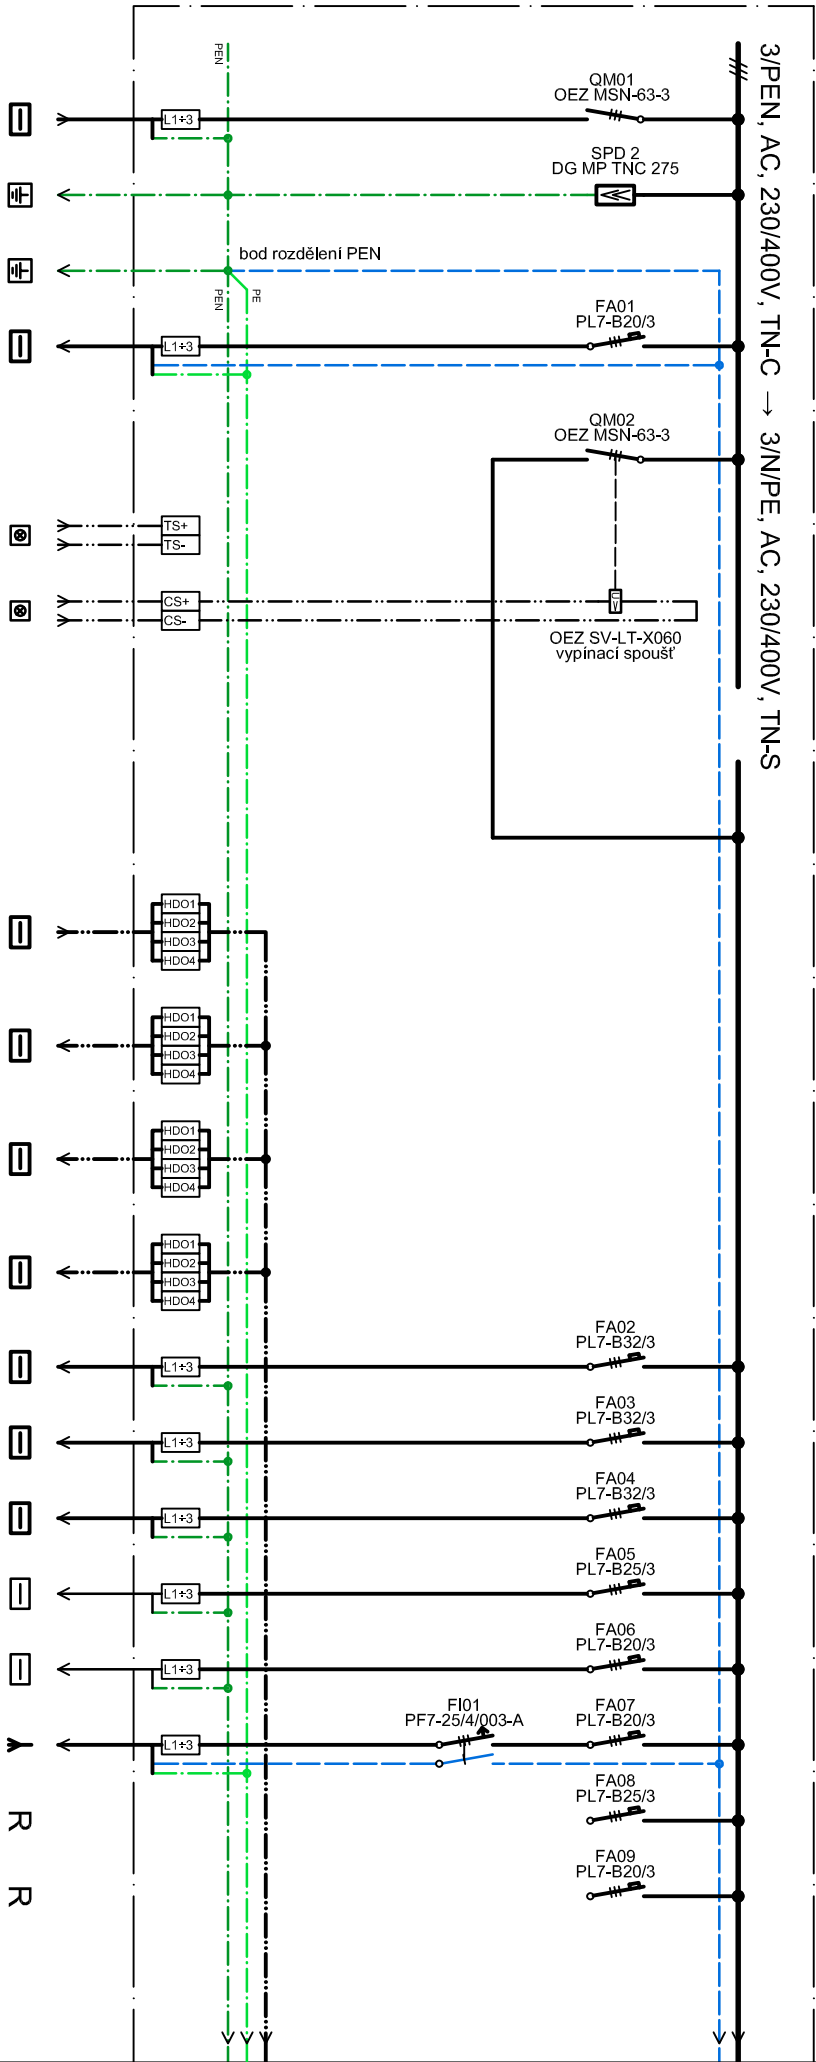 3/PEN, AC, 230/400V, TN-C → 3/N/PE, AC, 230/400V, TN-S
PEN
QM01
OEZ MSN-63-3
L1÷3
SPD 2
DG MP TNC 275
bod rozdělení PEN
PEN
PE
FA01
PL7-B20/3
L1÷3
QM02
OEZ MSN-63-3
TS+
TS-
CS+
CS-
U<
OEZ SV-LT-X060
vypínací spoušť
HDO1
HDO2
HDO3
HDO4
HDO1
HDO2
HDO3
HDO4
HDO1
HDO2
HDO3
HDO4
HDO1
HDO2
HDO3
HDO4
FA02
PL7-B32/3
L1÷3
FA03
PL7-B32/3
L1÷3
FA04
PL7-B32/3
L1÷3
FA05
PL7-B25/3
L1÷3
FA06
PL7-B20/3
L1÷3
FI01
PF7-25/4/003-A
FA07
PL7-B20/3
L1÷3
FA08
PL7-B25/3
R
FA09
PL7-B20/3
R